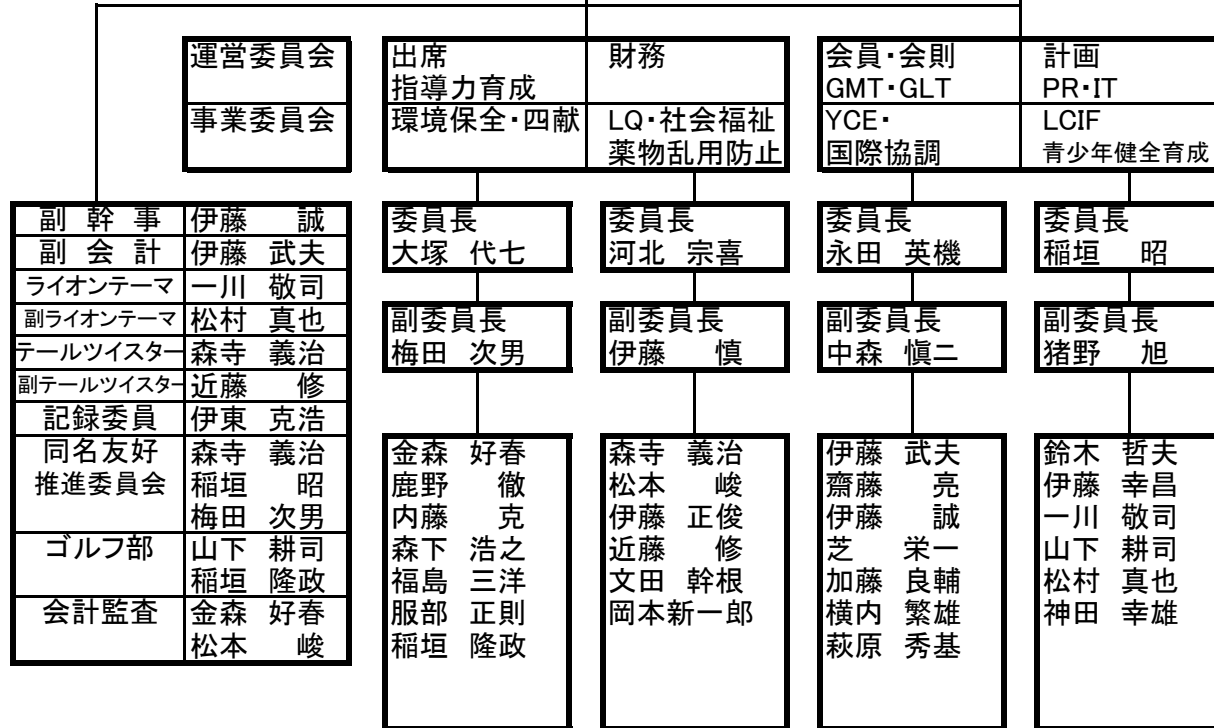 運営委員会
出席
指導力育成
財務
会員・会則
GMT・GLT
計画
PR・IT
事業委員会
環境保全・四献
LQ・社会福祉
薬物乱用防止
YCE・
国際協調
LCIF
青少年健全育成
副 幹 事 伊藤 誠
副 会 計 伊藤 武夫
ライオンテーマ 一川 敬司
副ライオンテーマ 松村 真也
テールツイスター 森寺 義治
副テールツイスター 近藤 修
記録委員 伊東 克浩
同名友好 森寺 義治
推進委員会 稲垣 昭
梅田 次男
ゴルフ部 山下 耕司
稲垣 隆政
会計監査 金森 好春
松本 峻
委員長
大塚 代七
副委員長
梅田 次男
金森 好春
鹿野 徹
内藤 克
森下 浩之
福島 三洋
服部 正則
稲垣 隆政
委員長
河北 宗喜
副委員長
伊藤 慎
森寺 義治
松本 峻
伊藤 正俊
近藤 修
文田 幹根
岡本新一郎
委員長
永田 英機
副委員長
中森 慎二
伊藤 武夫
齋藤 亮
伊藤 誠
芝 栄一
加藤 良輔
横内 繁雄
萩原 秀基
委員長
稲垣 昭
副委員長
猪野 旭
鈴木 哲夫
伊藤 幸昌
一川 敬司
山下 耕司
松村 真也
神田 幸雄